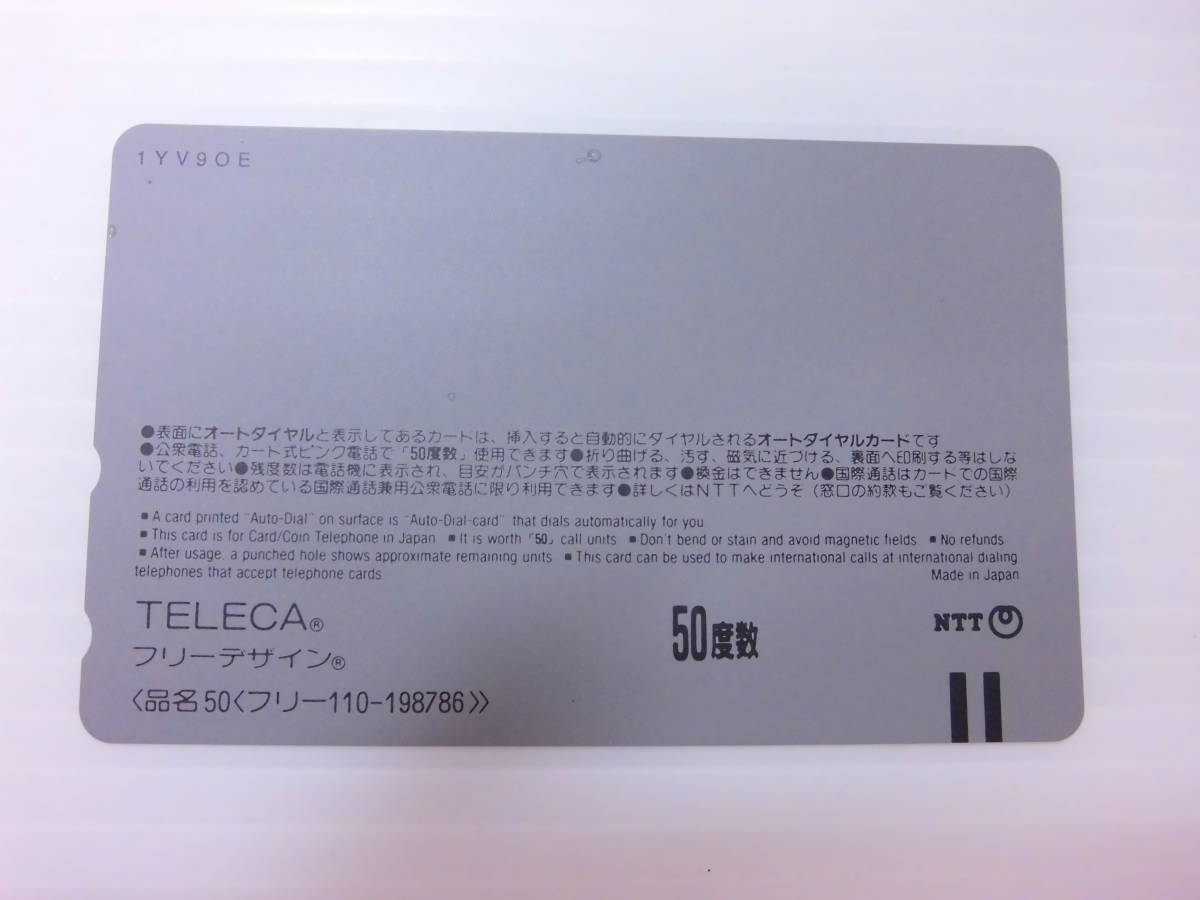 1YV9OE
●表面にオートダイヤルと表示してあるカードは、挿入すると自動的にダイヤルされるオートダイヤルカードです
●公衆電話、カード式ピンク電話で「50度数」使用できます●折り曲げる、汚す、磁気に近づける、裏面へ印刷する等はしな
いでください●残度数は電話機に表示され、目安がパンチ穴で表示されます●換金はできません●国際通話はカードでの国際
通話の利用を認めている国際通話兼用公衆電話に限り利用できます●詳しくはNTTへどうぞ（窓口の約款もご覧ください）
■ A card printed "Auto-Dial" on surface is "Auto-Dial-card" that dials automatically for you
■ This card is for Card/Coin Telephone in Japan ■ It is worth「50」call units ■ Don't bend or stain and avoid magnetic fields ■ No refunds
■ After usage, a punched hole shows approximate remaining units ■ This card can be used to make international calls at international dialing
telephones that accept telephone cards
Made in Japan
TELECA®
フリーデザイン®
〈品名50〈フリー110-198786〉〉
50度数
NTT